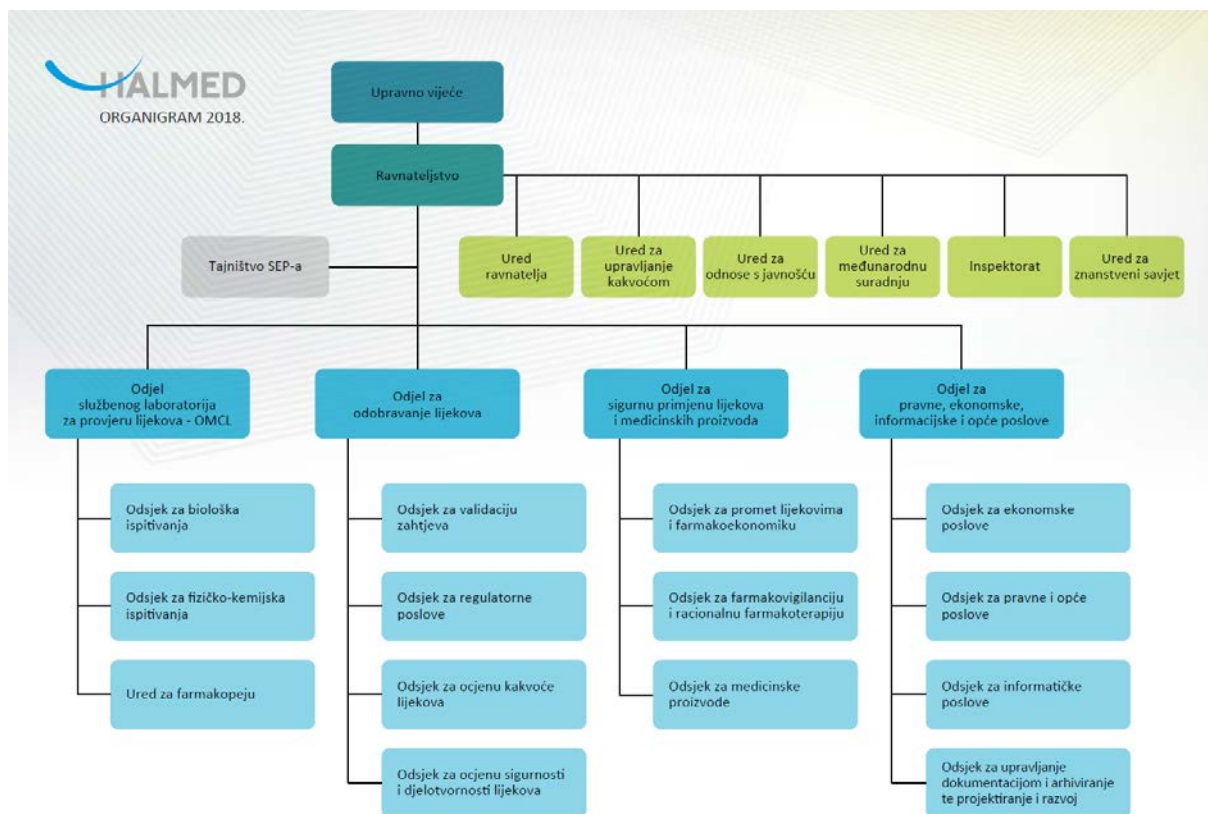 HALMED
ORGANIGRAM 2018.
Upravno vijeće
Ravnateljstvo
Tajništvo SEP-a
Ured
ravnatelja
Ured za
upravljanje
kakvoćom
Ured za
odnose s javnošću
Ured za
međunarodnu
suradnju
Inspektorat
Ured za
znanstveni savjet
Odjel
službenog laboratorija
za provjeru lijekova - OMCL
Odjel za
odobravanje lijekova
Odjel za
sigurnu primjenu lijekova
i medicinskih proizvoda
Odjel za
pravne, ekonomske,
informacijske i opće poslove
Odsjek za biološka
ispitivanja
Odsjek za fizičko-kemijska
ispitivanja
Ured za farmakopeju
Odsjek za validaciju
zahtjeva
Odsjek za regulatorne
poslove
Odsjek za ocjenu kakvoće
lijekova
Odsjek za ocjenu sigurnosti
i djelotvornosti lijekova
Odsjek za promet lijekovima
i farmakoekonomiku
Odsjek za farmakovigilanciju
i racionalnu farmakoterapiju
Odsjek za medicinske
proizvode
Odsjek za ekonomske
poslove
Odsjek za pravne i opće
poslove
Odsjek za informatičke
poslove
Odsjek za upravljanje
dokumentacijom i arhiviranje
te projektiranje i razvoj